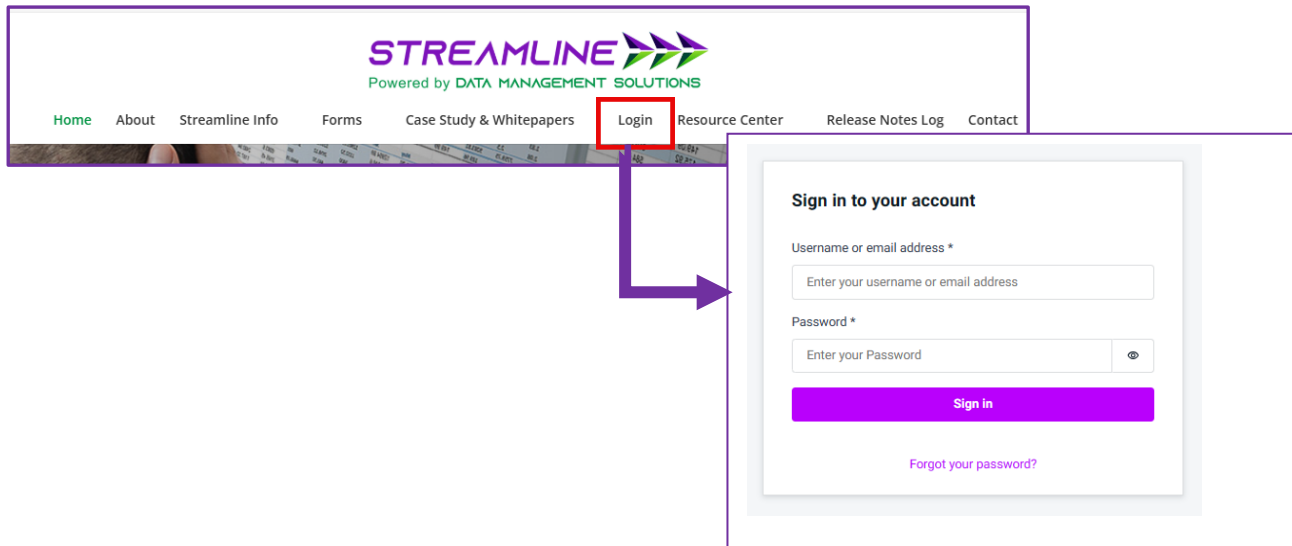 STREAMLINE
Powered by DATA MANAGEMENT SOLUTIONS
Home About Streamline Info Forms Case Study & Whitepapers Login Resource Center Release Notes Log Contact
Sign in to your account
Username or email address *
Enter your username or email address
Password *
Enter your Password
Sign in
Forgot your password?